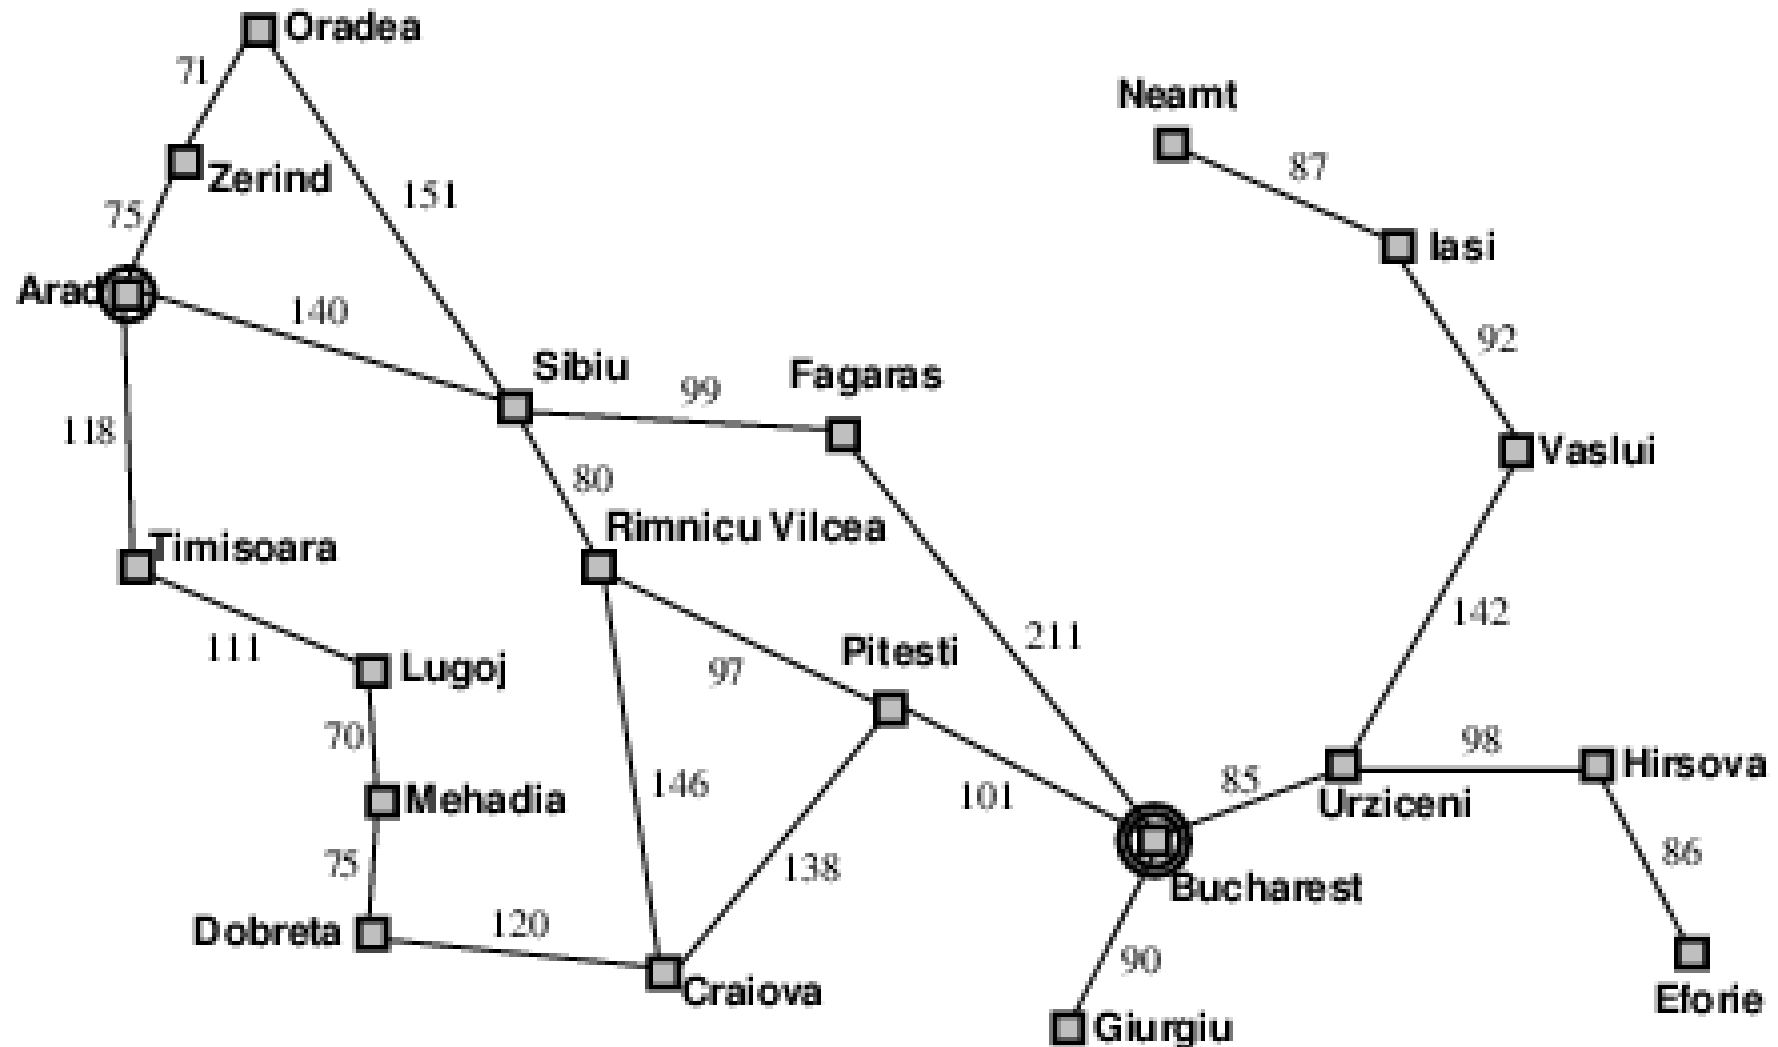 Oradea
71
Neamt
87
Zerind
151
75
Iasi
Arad
140
92
Sibiu
99
Fagaras
118
80
Vaslui
Rimnicu Vilcea
Timisoara
142
111
211
Lugoj
97
Pitesti
70
98
Hirsova
146
101
85
Mehadia
Urziceni
75
138
86
Bucharest
Dobreta
120
90
Craiova
Eforie
Giurgiu